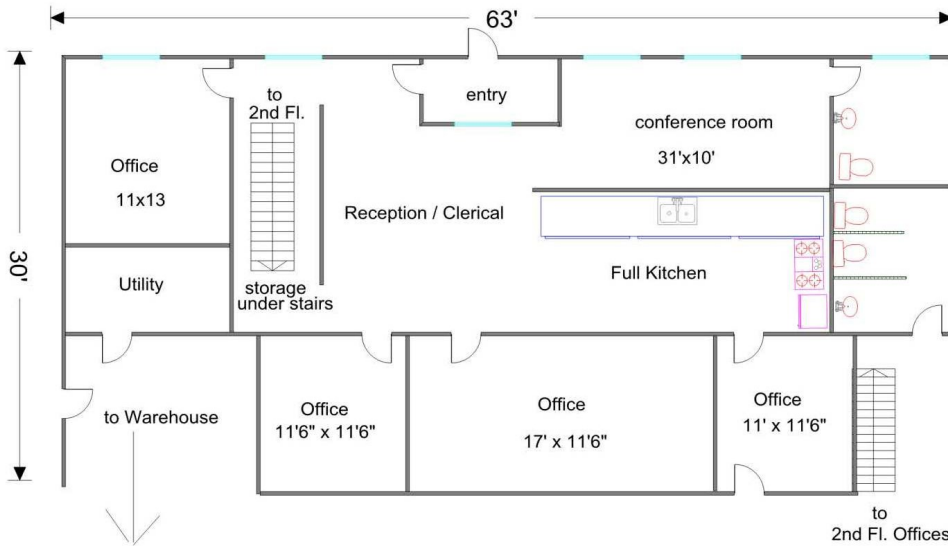 63'
30'
to
2nd Fl.
entry
conference room
31'x10'
Office
11x13
Reception / Clerical
Utility
storage
under stairs
Full Kitchen
to Warehouse
Office
11'6" x 11'6"
Office
17' x 11'6"
Office
11' x 11'6"
to
2nd Fl. Offices